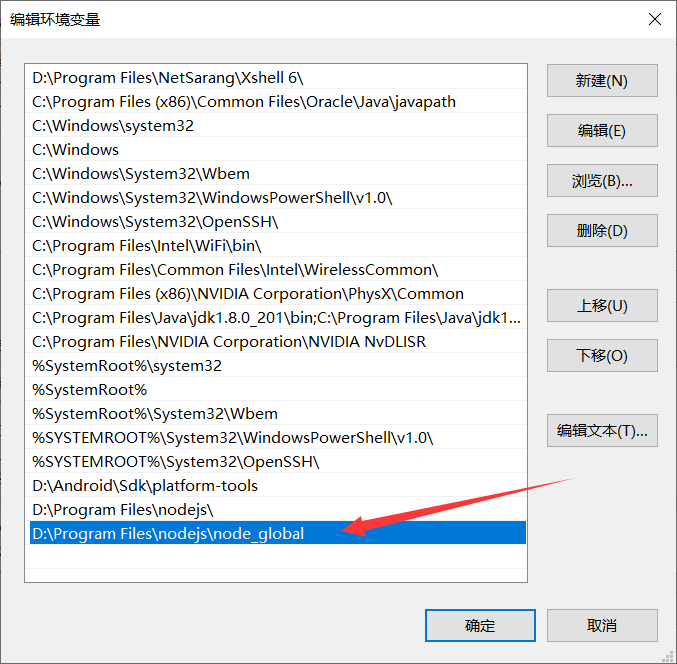 编辑环境变量
D:\Program Files\NetSarang\Xshell 6\
C:\Program Files (x86)\Common Files\Oracle\Java\javapath
C:\Windows\system32
C:\Windows
C:\Windows\System32\Wbem
C:\Windows\System32\WindowsPowerShell\v1.0\
C:\Windows\System32\OpenSSH\
C:\Program Files\Intel\WiFi\bin\
C:\Program Files\Common Files\Intel\WirelessCommon\
C:\Program Files (x86)\NVIDIA Corporation\PhysX\Common
C:\Program Files\Java\jdk1.8.0_201\bin;C:\Program Files\Java\jdk1...
C:\Program Files\NVIDIA Corporation\NVIDIA NvDLISR
%SystemRoot%\system32
%SystemRoot%
%SystemRoot%\System32\Wbem
%SYSTEMROOT%\System32\WindowsPowerShell\v1.0\
%SYSTEMROOT%\System32\OpenSSH\
D:\Android\Sdk\platform-tools
D:\Program Files\nodejs\
D:\Program Files\nodejs\node_global
新建(N)
编辑(E)
浏览(B)...
删除(D)
上移(U)
下移(O)
编辑文本(T)...
确定
取消